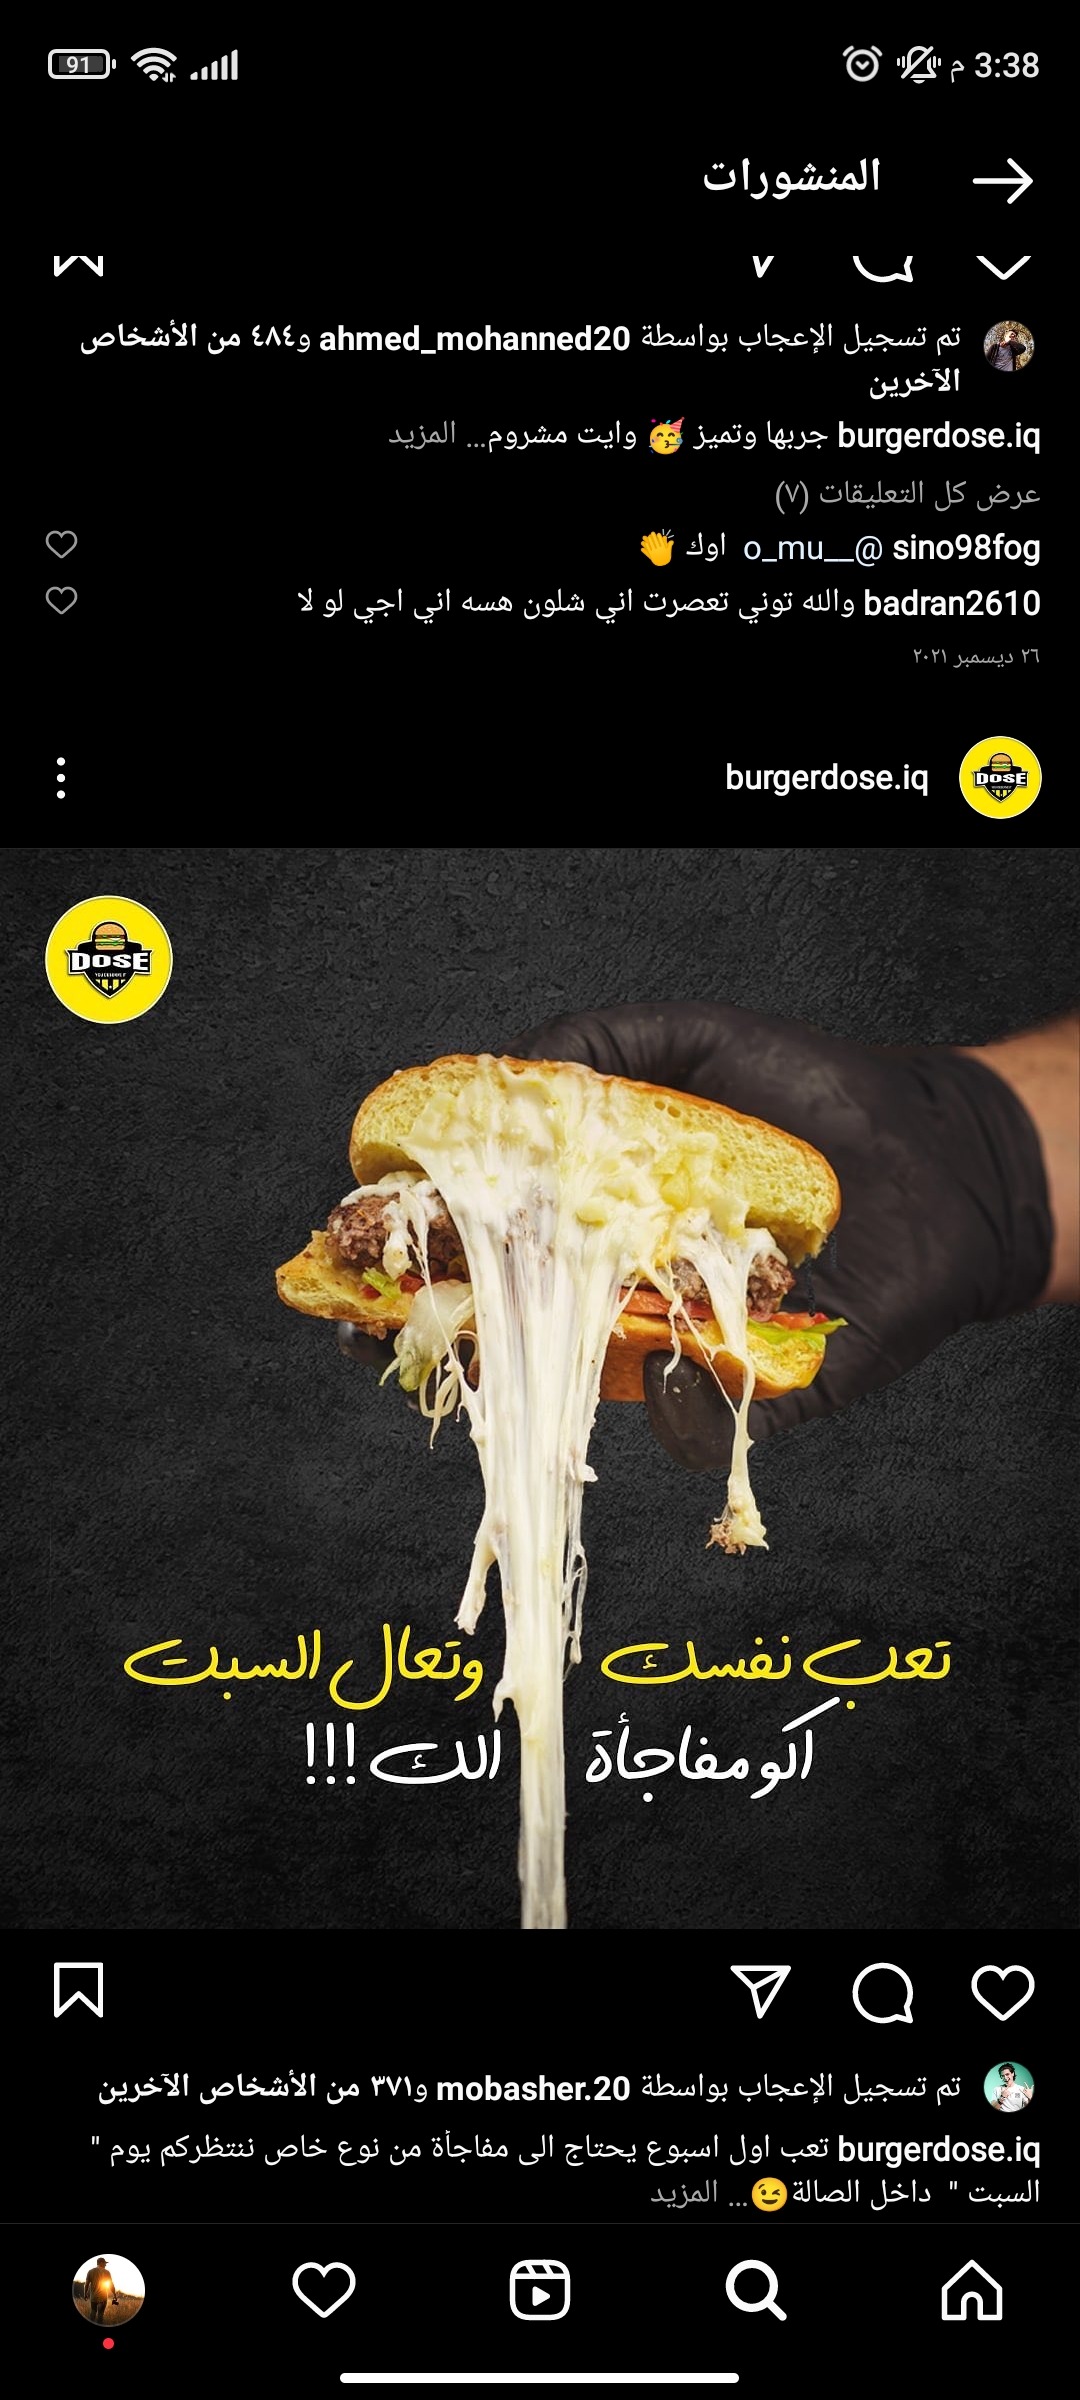 91
3:38 م
المنشورات
تم تسجيل الإعجاب بواسطة ahmed_mohanned20 و٤٨٤ من الأشخاص
الآخرين
burgerdose.iq جربها وتميز 🥳 وايت مشروم... المزيد
عرض كل التعليقات (٧)
sino98fog @o_mu__ اوك 👏
badran2610 والله توني تعصرت اني شلون هسه اني اجي لو لا
٢٦ ديسمبر ٢٠٢١
burgerdose.iq
DOSE
DOSE
تعب نفسك وتعال السبت
اكو مفاجأة الك !!!
تم تسجيل الإعجاب بواسطة mobasher.20 و٣٧١ من الأشخاص الآخرين
burgerdose.iq تعب اول اسبوع يحتاج الى مفاجأة من نوع خاص ننتظركم يوم "
السبت " داخل الصالة😉... المزيد